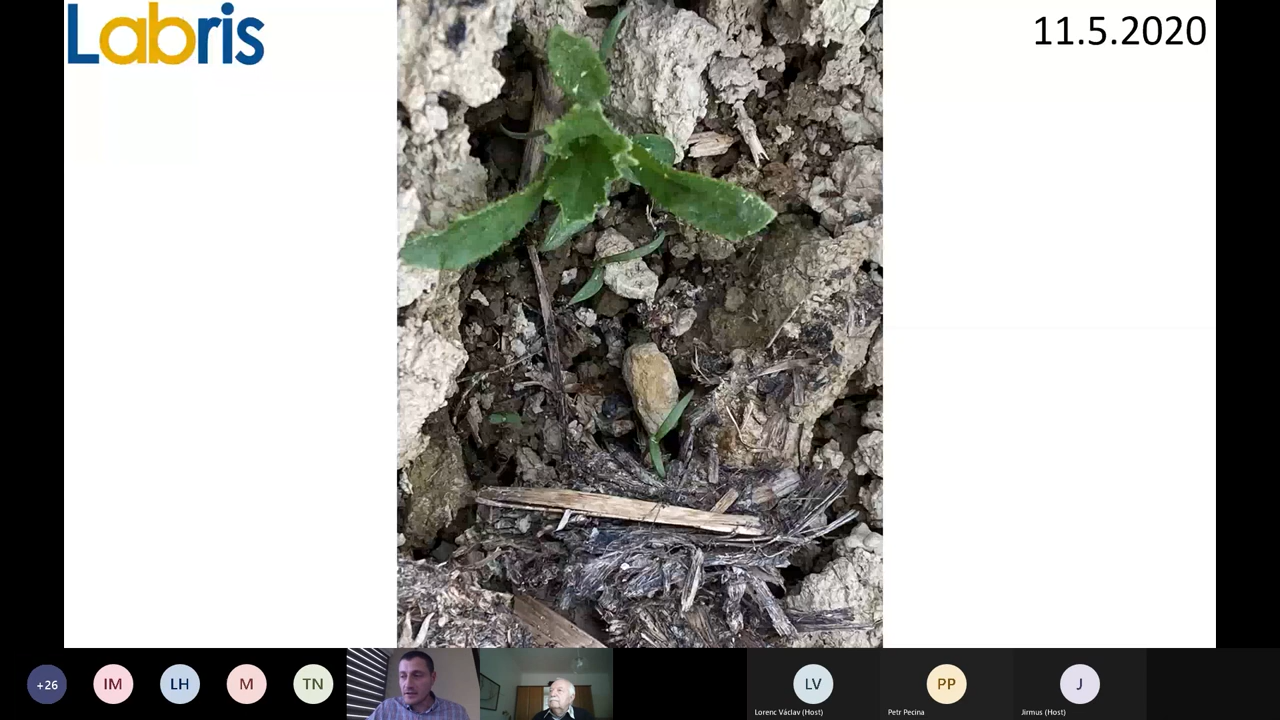 Labris
11.5.2020
+26
IM
LH
M
TN
LV
PP
J
Lorenc Václav (Host)
Petr Pecina
Jirmus (Host)